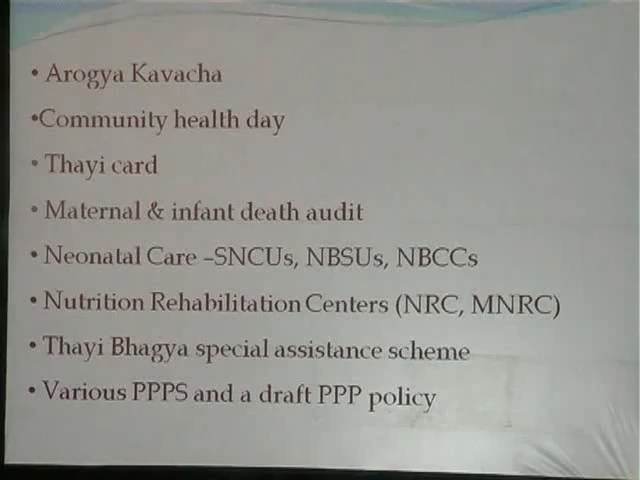 • Arogya Kavacha
•Community health day
• Thayi card
• Maternal & infant death audit
• Neonatal Care –SNCUs, NBSUs, NBCCs
• Nutrition Rehabilitation Centers (NRC, MNRC)
• Thayi Bhagya special assistance scheme
• Various PPPS and a draft PPP policy